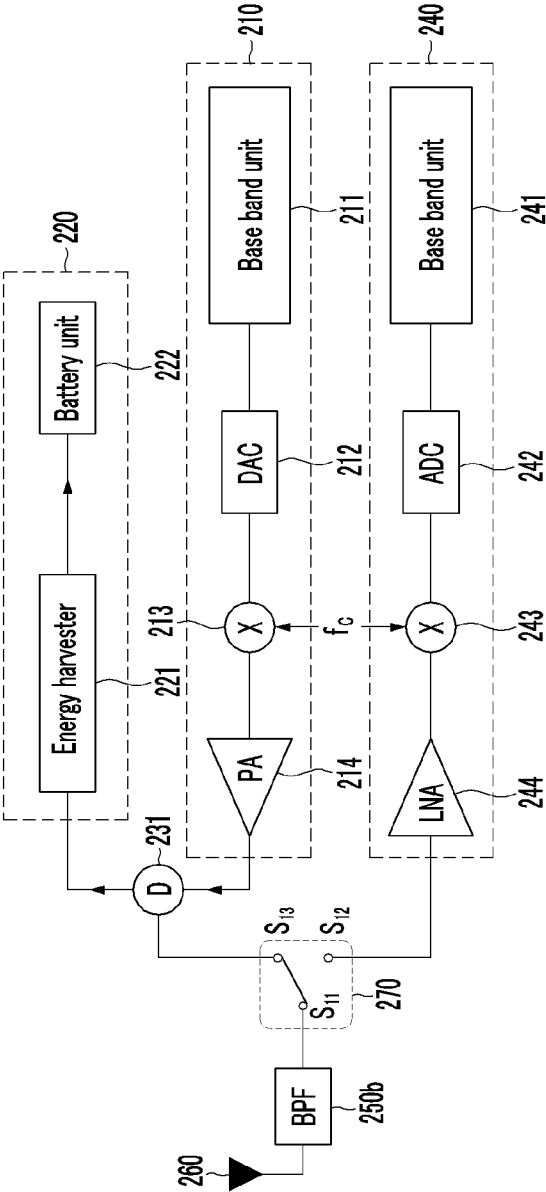 220
Energy harvester
221
Battery unit
222
D
231
210
PA
214
X
213
DAC
212
Base band unit
211
f_C
240
LNA
244
X
243
ADC
242
Base band unit
241
S₁₃
S₁₂
S₁₁
270
BPF
250b
260